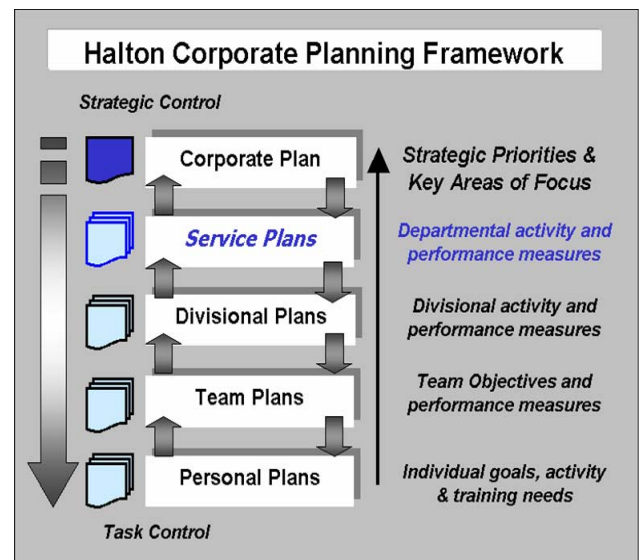 Halton Corporate Planning Framework
Strategic Control
Corporate Plan
Strategic Priorities &
Key Areas of Focus
Service Plans
Departmental activity and
performance measures
Divisional Plans
Divisional activity and
performance measures
Team Plans
Team Objectives and
performance measures
Personal Plans
Individual goals, activity
& training needs
Task Control